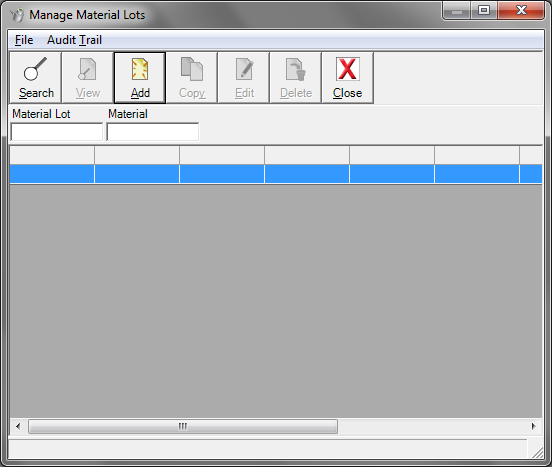 Manage Material Lots
File Audit Trail
Search View Add Copy Edit Delete Close
Material Lot Material